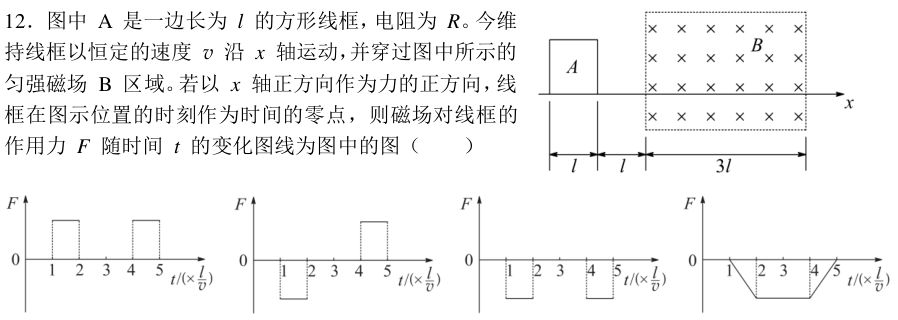 12. 图中 A 是一边长为 l 的方形线框，电阻为 R。今维
持线框以恒定的速度 v 沿 x 轴运动，并穿过图中所示的
匀强磁场 B 区域。若以 x 轴正方向作为力的正方向，线
框在图示位置的时刻作为时间的零点，则磁场对线框的
作用力 F 随时间 t 的变化图线为图中的图（　　）
× × × × × ×
B
× × × × × ×
A
× × × × × ×
× × × × × ×
x
l l 3l
F
0 1 2 3 4 5
t/(×l/v)
F
0 1 2 3 4 5
t/(×l/v)
F
0 1 2 3 4 5
t/(×l/v)
F
0 1 2 3 4 5
t/(×l/v)